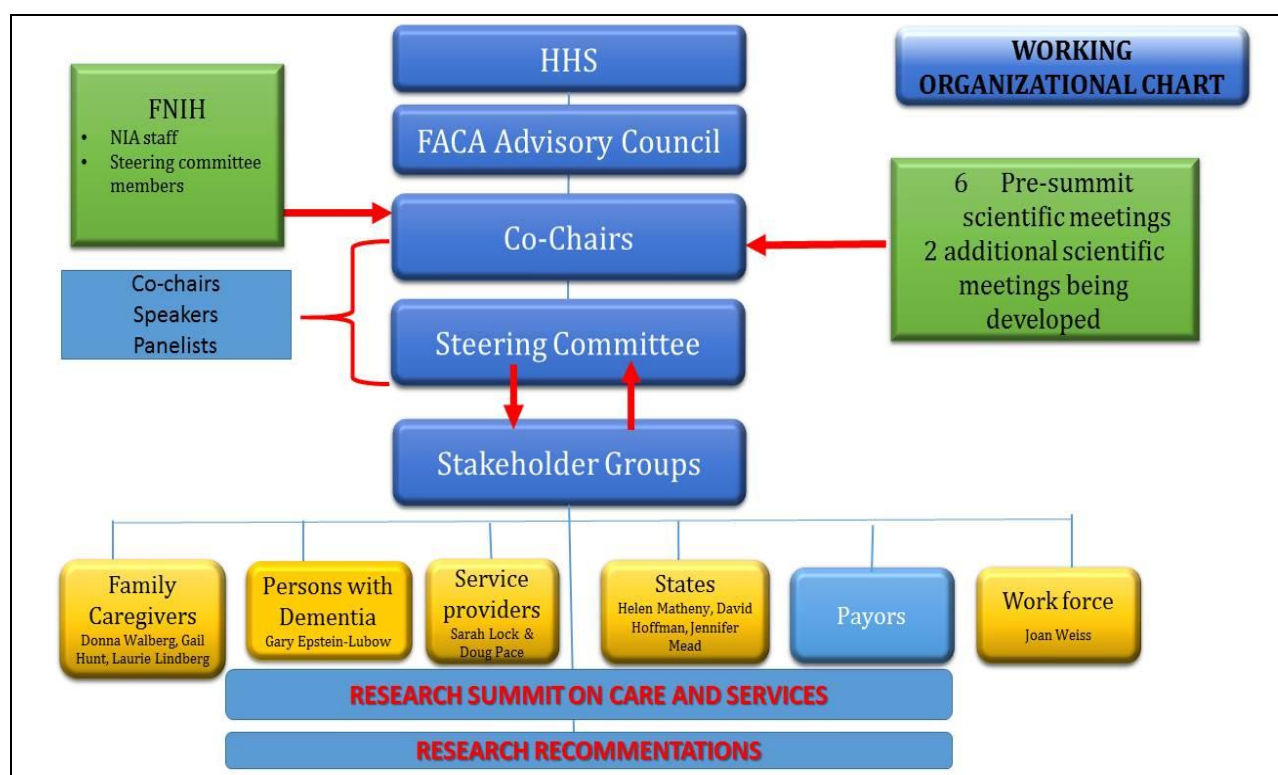 HHS
WORKING
ORGANIZATIONAL CHART
FNIH
• NIA staff
• Steering committee
members
FACA Advisory Council
Co-Chairs
6 Pre-summit
scientific meetings
2 additional scientific
meetings being
developed
Co-chairs
Speakers
Panelists
Steering Committee
Stakeholder Groups
Family
Caregivers
Donna Walberg, Gail
Hunt, Laurie Lindberg
Persons with
Dementia
Gary Epstein-Lubow
Service
providers
Sarah Lock &
Doug Pace
States
Helen Matheny, David
Hoffman, Jennifer
Mead
Payors
Work force
Joan Weiss
RESEARCH SUMMIT ON CARE AND SERVICES
RESEARCH RECOMMENTATIONS